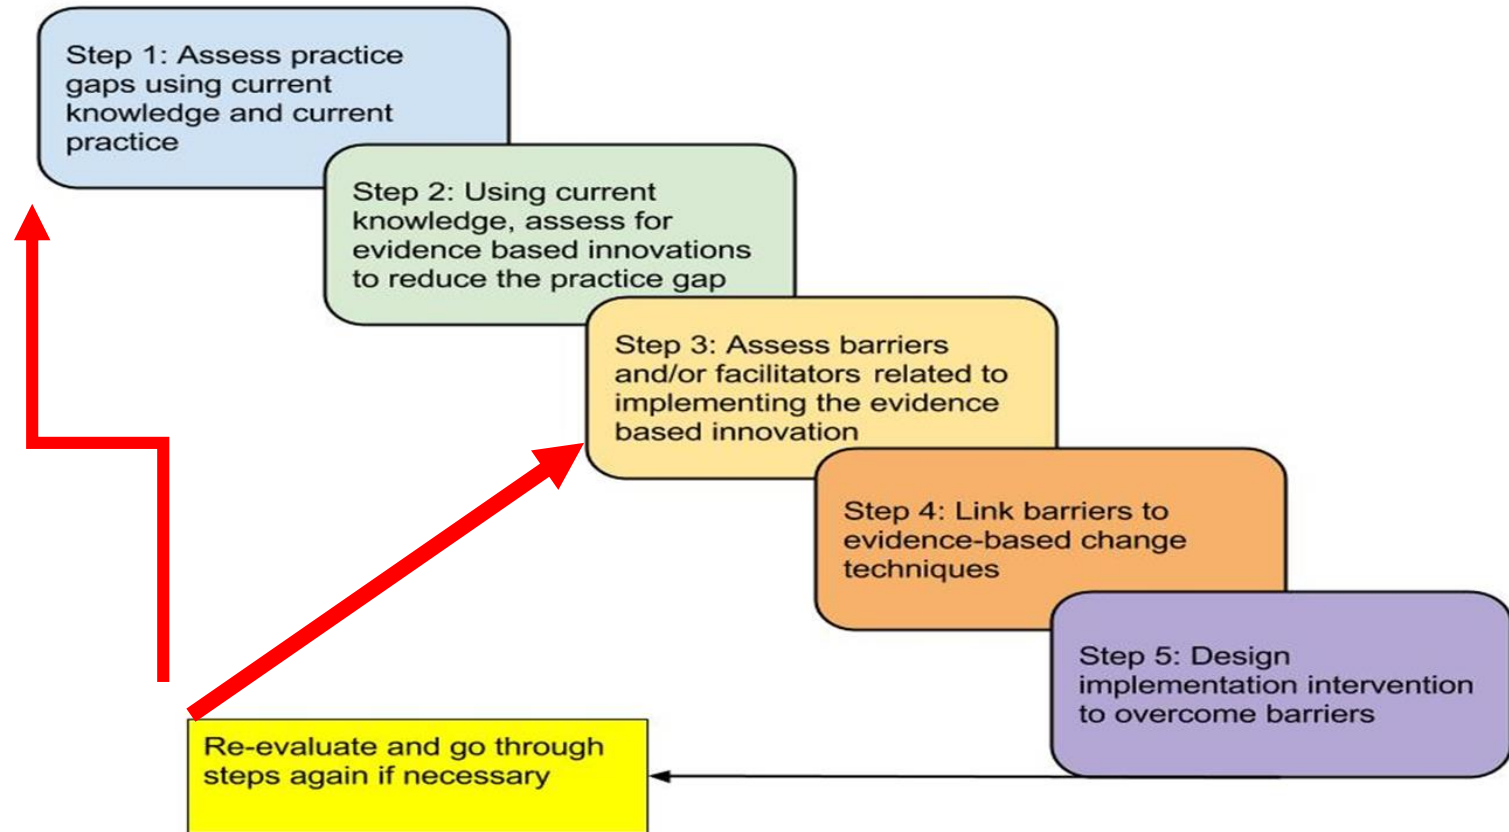 Step 1: Assess practice
gaps using current
knowledge and current
practice
Step 2: Using current
knowledge, assess for
evidence based innovations
to reduce the practice gap
Step 3: Assess barriers
and/or facilitators related to
implementing the evidence
based innovation
Step 4: Link barriers to
evidence-based change
techniques
Step 5: Design
implementation intervention
to overcome barriers
Re-evaluate and go through
steps again if necessary